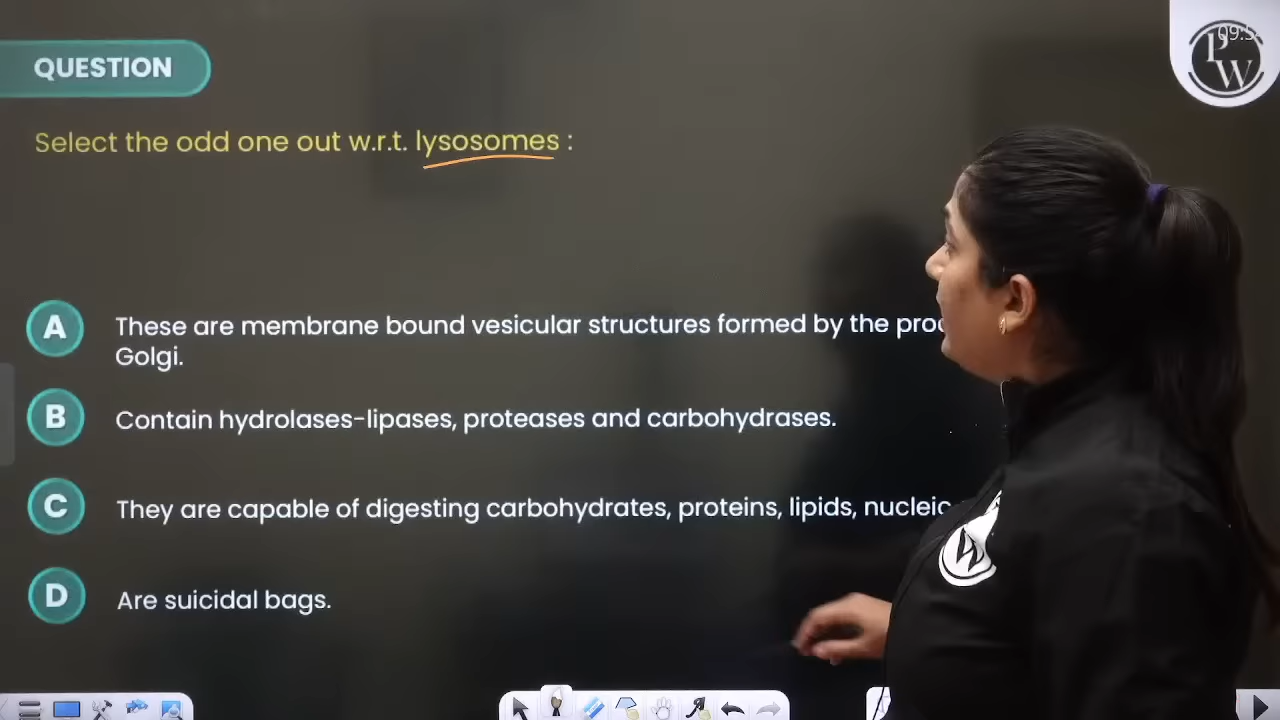 QUESTION
Select the odd one out w.r.t. lysosomes :
A
These are membrane bound vesicular structures formed by the
Golgi.
B
Contain hydrolases-lipases, proteases and carbohydrases.
C
They are capable of digesting carbohydrates, proteins, lipids, nucleic
D
Are suicidal bags.
PW
W